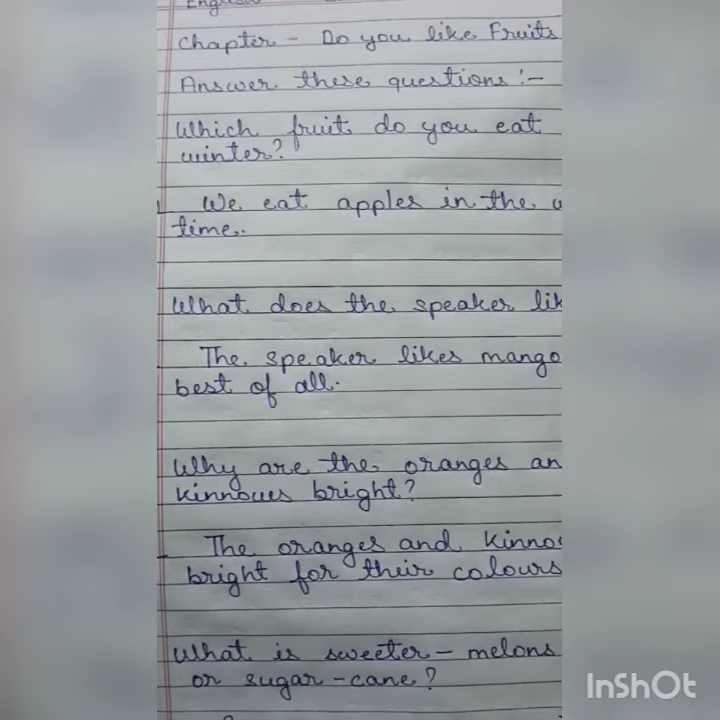 English
Chapter - Do you like Fruits
Answer these questions :-
Which fruit do you eat
winter?
We eat apples in the
time.
What does the speaker
The speaker likes mango
best of all.
Why are the oranges
kinnoues bright?
The oranges and
bright for their colours
What is sweeter - melons
or sugar-cane?
InShOt